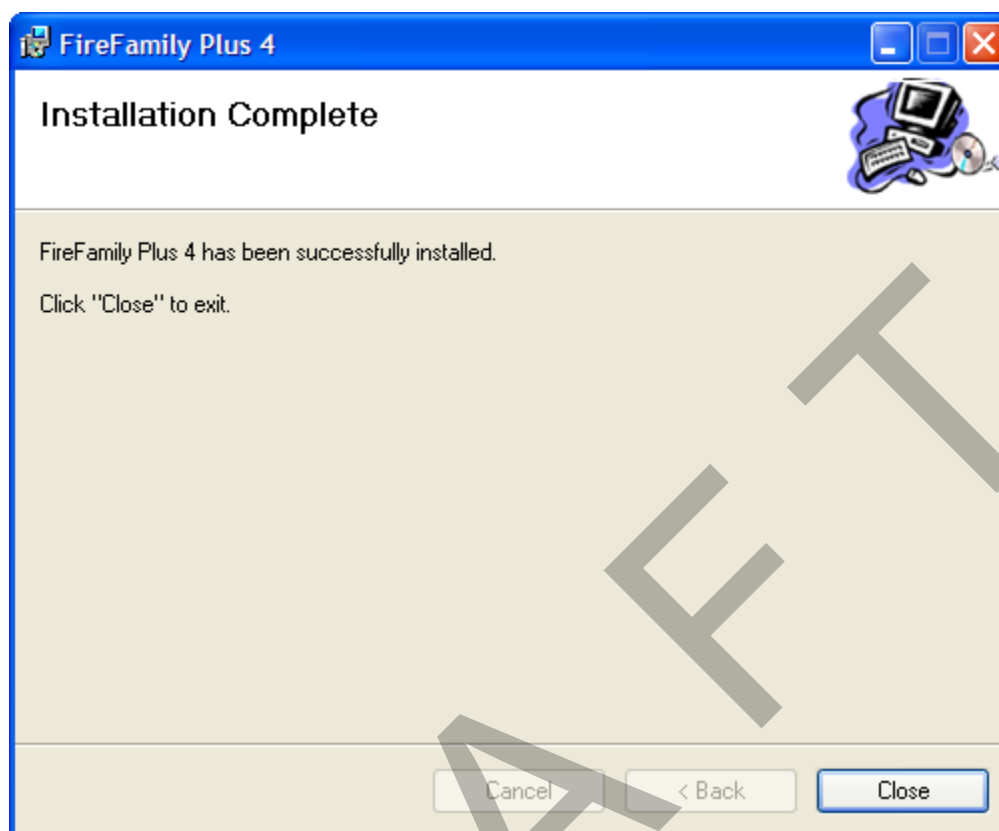 FireFamily Plus 4
Installation Complete
FireFamily Plus 4 has been successfully installed.
Click "Close" to exit.
Cancel
< Back
Close
AFT